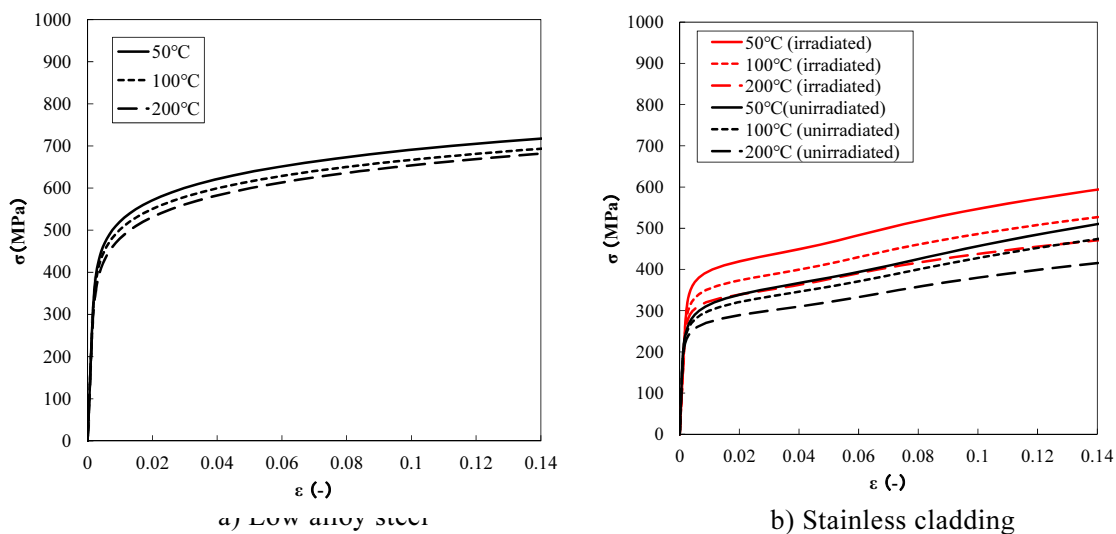 1000
900
800
700
600
500
400
300
200
100
0
σ(MPa)
50℃
100℃
200℃
0 0.02 0.04 0.06 0.08 0.1 0.12 0.14
ε (-)
a) Low alloy steel
1000
900
800
700
600
500
400
300
200
100
0
σ (MPa)
50℃ (irradiated)
100℃ (irradiated)
200℃ (irradiated)
50℃(unirradiated)
100℃ (unirradiated)
200℃ (unirradiated)
0 0.02 0.04 0.06 0.08 0.1 0.12 0.14
ε (-)
b) Stainless cladding